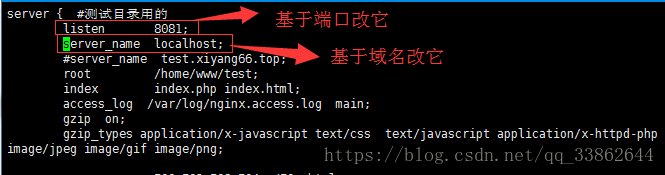 server {  #测试目录用的
基于端口改它
listen       8081;
server_name  localhost;
基于域名改它
#server_name  test.xiyang66.top;
root         /home/www/test;
index        index.php index.html;
access_log  /var/log/nginx.access.log  main;
gzip  on;
gzip_types application/x-javascript text/css  text/javascript application/x-httpd-php
image/jpeg image/gif image/png;
https://blog.csdn.net/qq_33862644